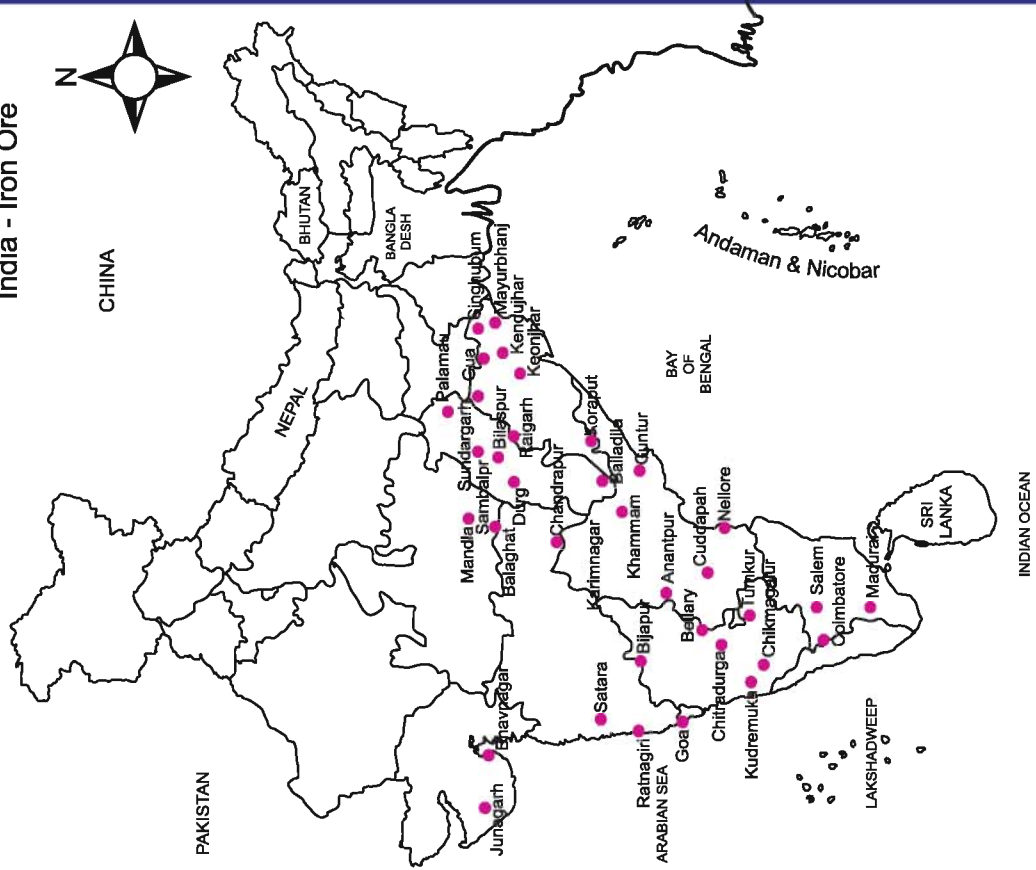 India - Iron Ore
N
CHINA
PAKISTAN
NEPAL
BHUTAN
BANGLA
DESH
Palamau
Singhubum
Mayurbhanj
Gua
Kendujhar
Keonjhar
Sundargarh
Sambalpr
Bilaspur
Raigarh
Mandla
Balaghat
Durg
Chandrapur
Koraput
Bailadila
Guntur
Junagarh
Bhavnagar
Karimnagar
Khammam
Satara
Ratnagiri
Goa
Bijapur
Anantpur
Cuddapah
Nellore
Bellary
Chitradurga
Tumkur
Chikmagalur
Kudremukh
Salem
Coimbatore
Madurai
ARABIAN SEA
BAY
OF
BENGAL
Andaman & Nicobar
LAKSHADWEEP
SRI
LANKA
INDIAN OCEAN